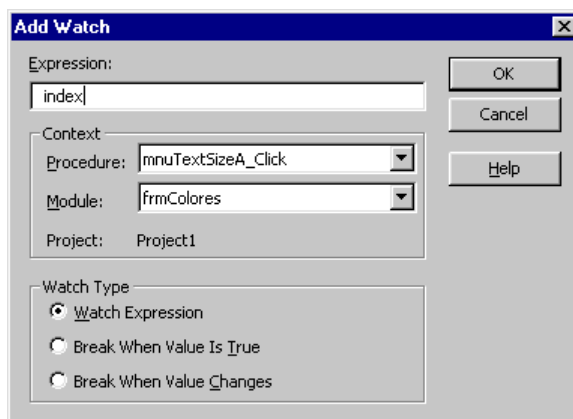 Add Watch
Expression:
index
OK
Cancel
Help
Context
Procedure: mnuTextSizeA_Click
Module: frmColores
Project: Project1
Watch Type
Watch Expression
Break When Value Is True
Break When Value Changes